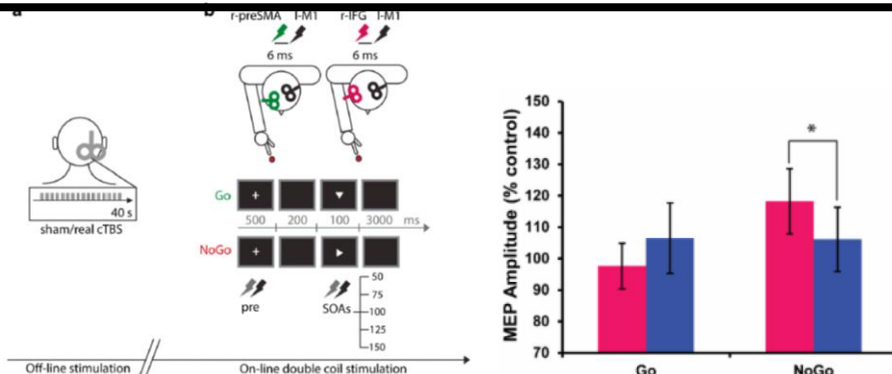 a
b
r-preSMA l-M1
r-IFG l-M1
6 ms
6 ms
40 s
sham/real cTBS
Go
500 200 100 3000 ms
NoGo
pre
SOAs
50
75
100
125
150
Off-line stimulation
On-line double coil stimulation
MEP Amplitude (% control)
150
140
130
120
110
100
90
80
70
*
Go
NoGo